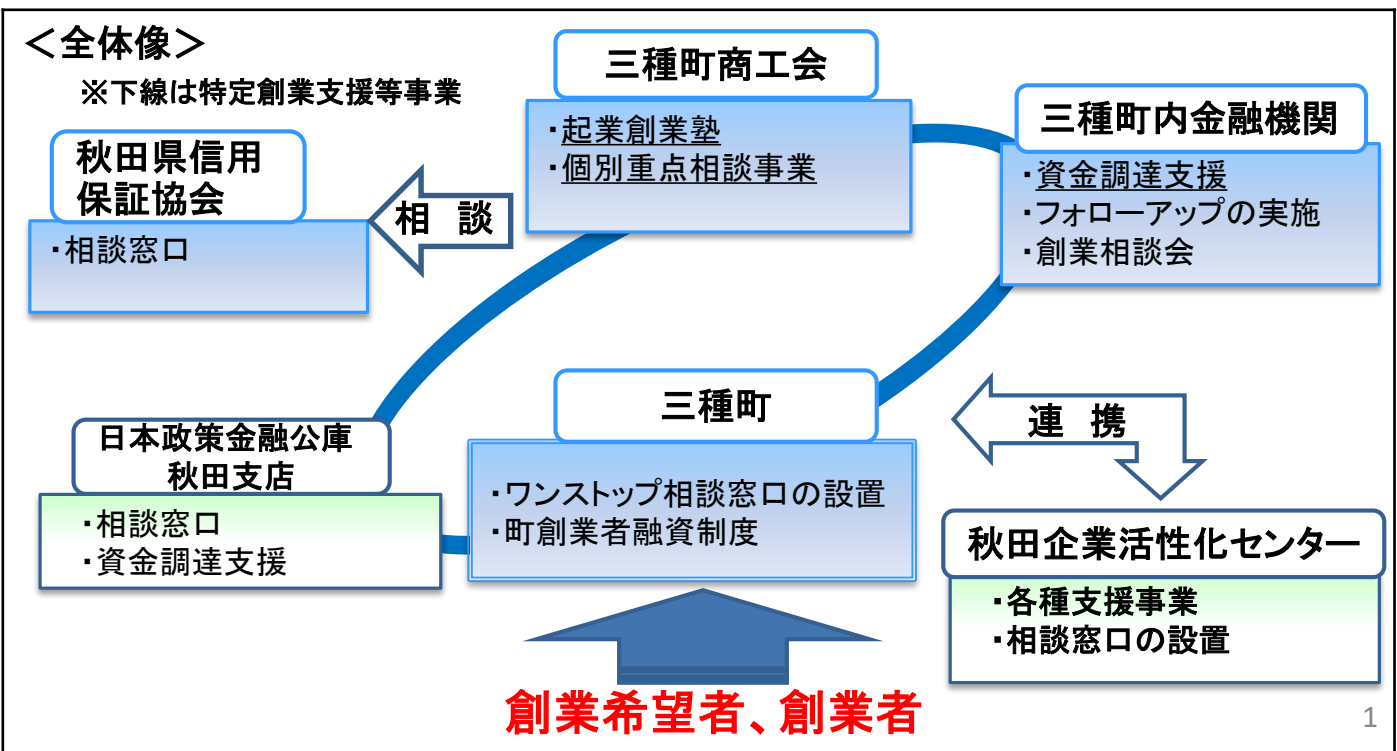 ＜全体像＞
※下線は特定創業支援等事業
三種町商工会
・起業創業塾
・個別重点相談事業
三種町内金融機関
・資金調達支援
・フォローアップの実施
・創業相談会
秋田県信用
保証協会
・相談窓口
相　談
日本政策金融公庫
秋田支店
・相談窓口
・資金調達支援
三種町
・ワンストップ相談窓口の設置
・町創業者融資制度
連　携
秋田企業活性化センター
・各種支援事業
・相談窓口の設置
創業希望者、創業者
1